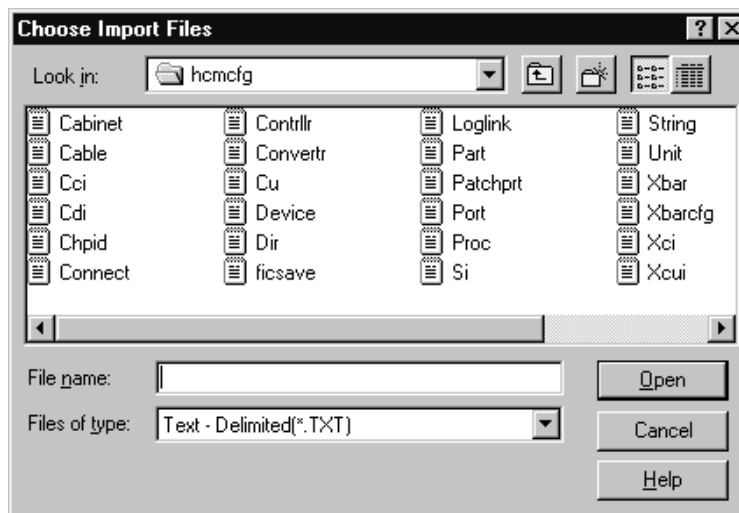 Choose Import Files
Look in: hcmcfg
Cabinet Contrllr Loglink String
Cable Convertr Part Unit
Cci Cu Patchprt Xbar
Cdi Device Port Xbarcfg
Chpid Dir Proc Xci
Connect ficsave Si Xcui
File name: Open
Files of type: Text - Delimited(*.TXT) Cancel
Help